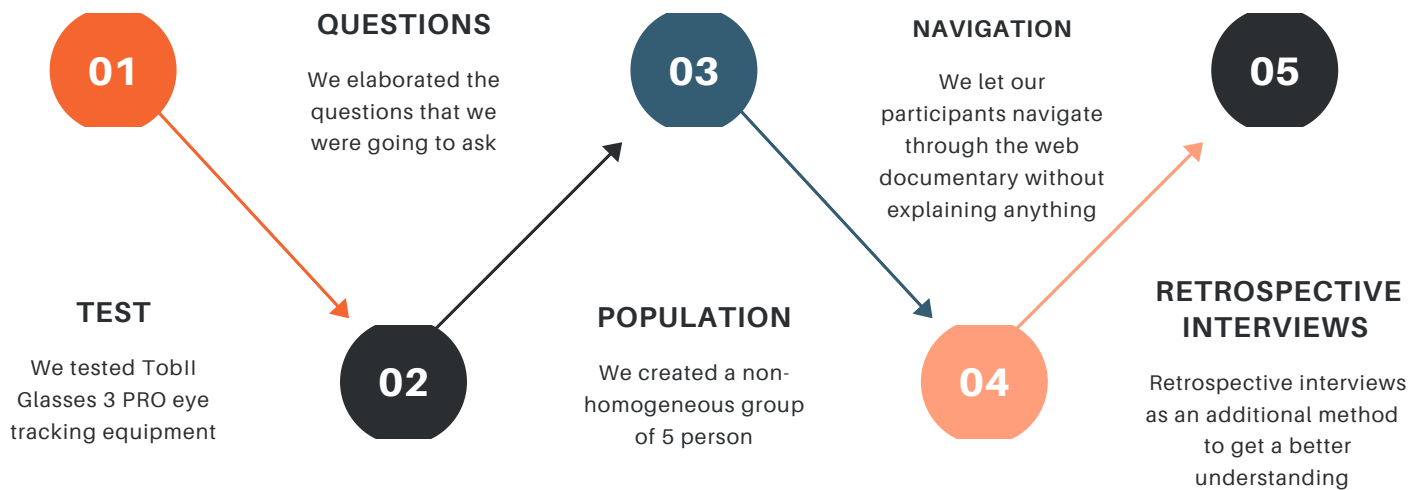 01
TEST
We tested TobII
Glasses 3 PRO eye
tracking equipment
QUESTIONS
We elaborated the
questions that we
were going to ask
02
03
POPULATION
We created a non-
homogeneous group
of 5 person
NAVIGATION
We let our
participants navigate
through the web
documentary without
explaining anything
04
05
RETROSPECTIVE
INTERVIEWS
Retrospective interviews
as an additional method
to get a better
understanding